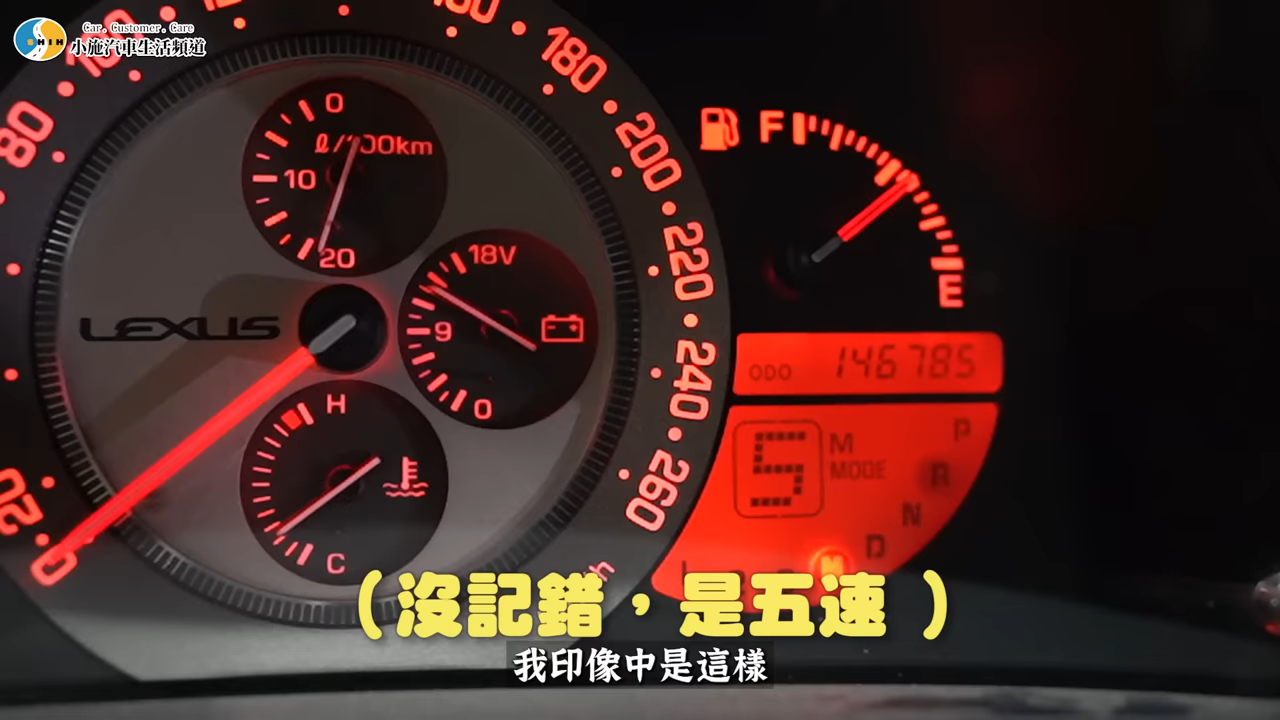 Car. Customer. Care
SHIH
小施汽車生活頻道
80
180
200
220
240
260
20
0
0
ℓ/100km
10
20
18V
9
0
LEXUS
H
C
F
E
ODO 146785
5
M
MODE
P
R
N
D
M
(沒記錯,是五速)
我印像中是這樣